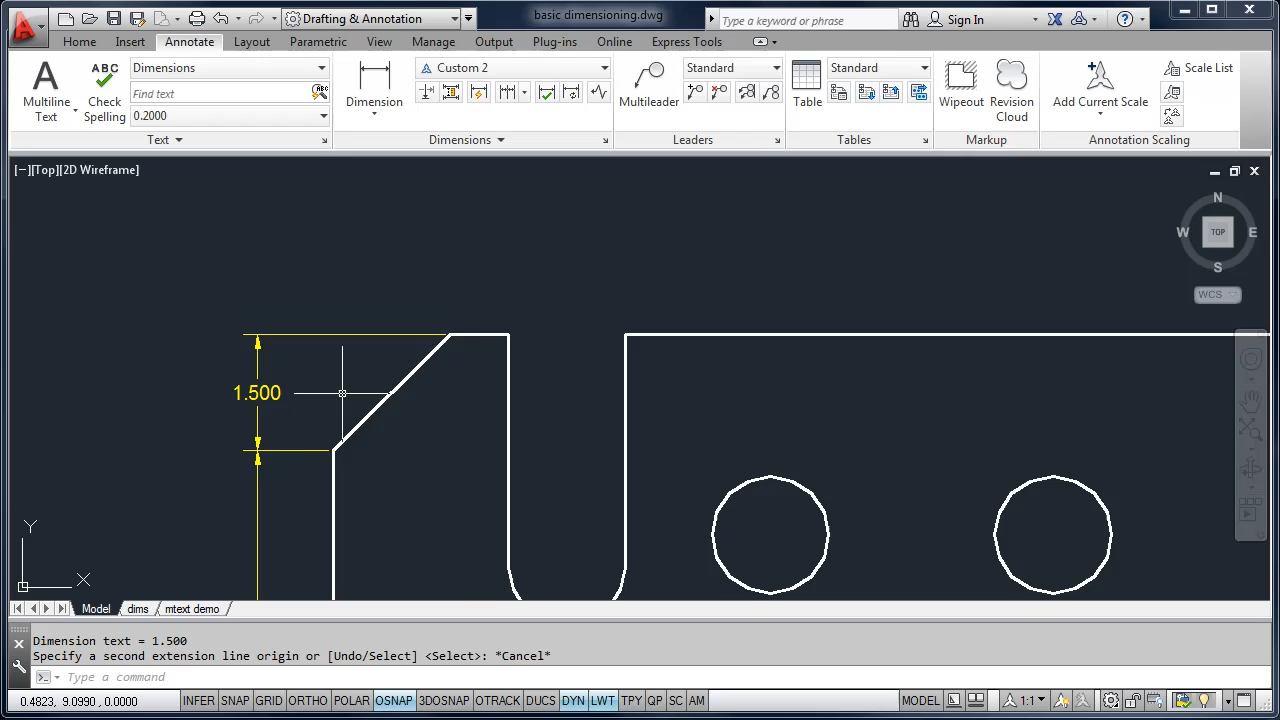 Drafting & Annotation
basic dimensioning.dwg
Type a keyword or phrase
Sign In
Home Insert Annotate Layout Parametric View Manage Output Plug-ins Online Express Tools
Multiline Text
ABC
Check Spelling
Dimensions
Find text
0.2000
Text
Dimension
Custom 2
Dimensions
Multileader
Standard
Leaders
Table
Standard
Tables
Wipeout
Revision Cloud
Markup
Add Current Scale
Scale List
Annotation Scaling
[−][Top][2D Wireframe]
N
W TOP E
S
WCS
1.500
Y
X
Model dims mtext demo
Dimension text = 1.500
Specify a second extension line origin or [Undo/Select] <Select>: *Cancel*
Type a command
0.4823, 9.0990, 0.0000 INFER SNAP GRID ORTHO POLAR OSNAP 3DOSNAP OTRACK DUCS DYN LWT TPY QP SC AM MODEL 1:1